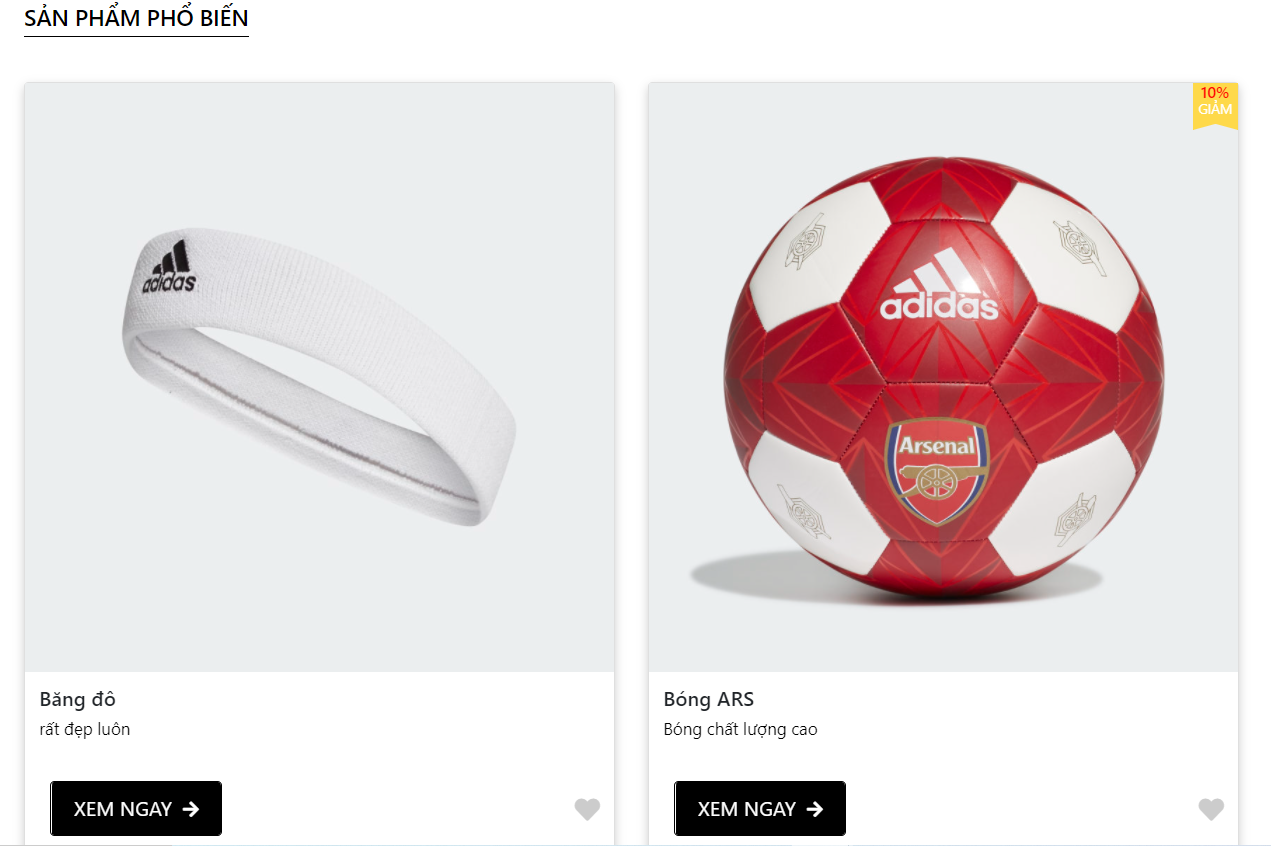 SẢN PHẨM PHỔ BIẾN
adidas
10%
GIẢM
adidas
Arsenal
Băng đô
rất đẹp luôn
XEM NGAY
Bóng ARS
Bóng chất lượng cao
XEM NGAY